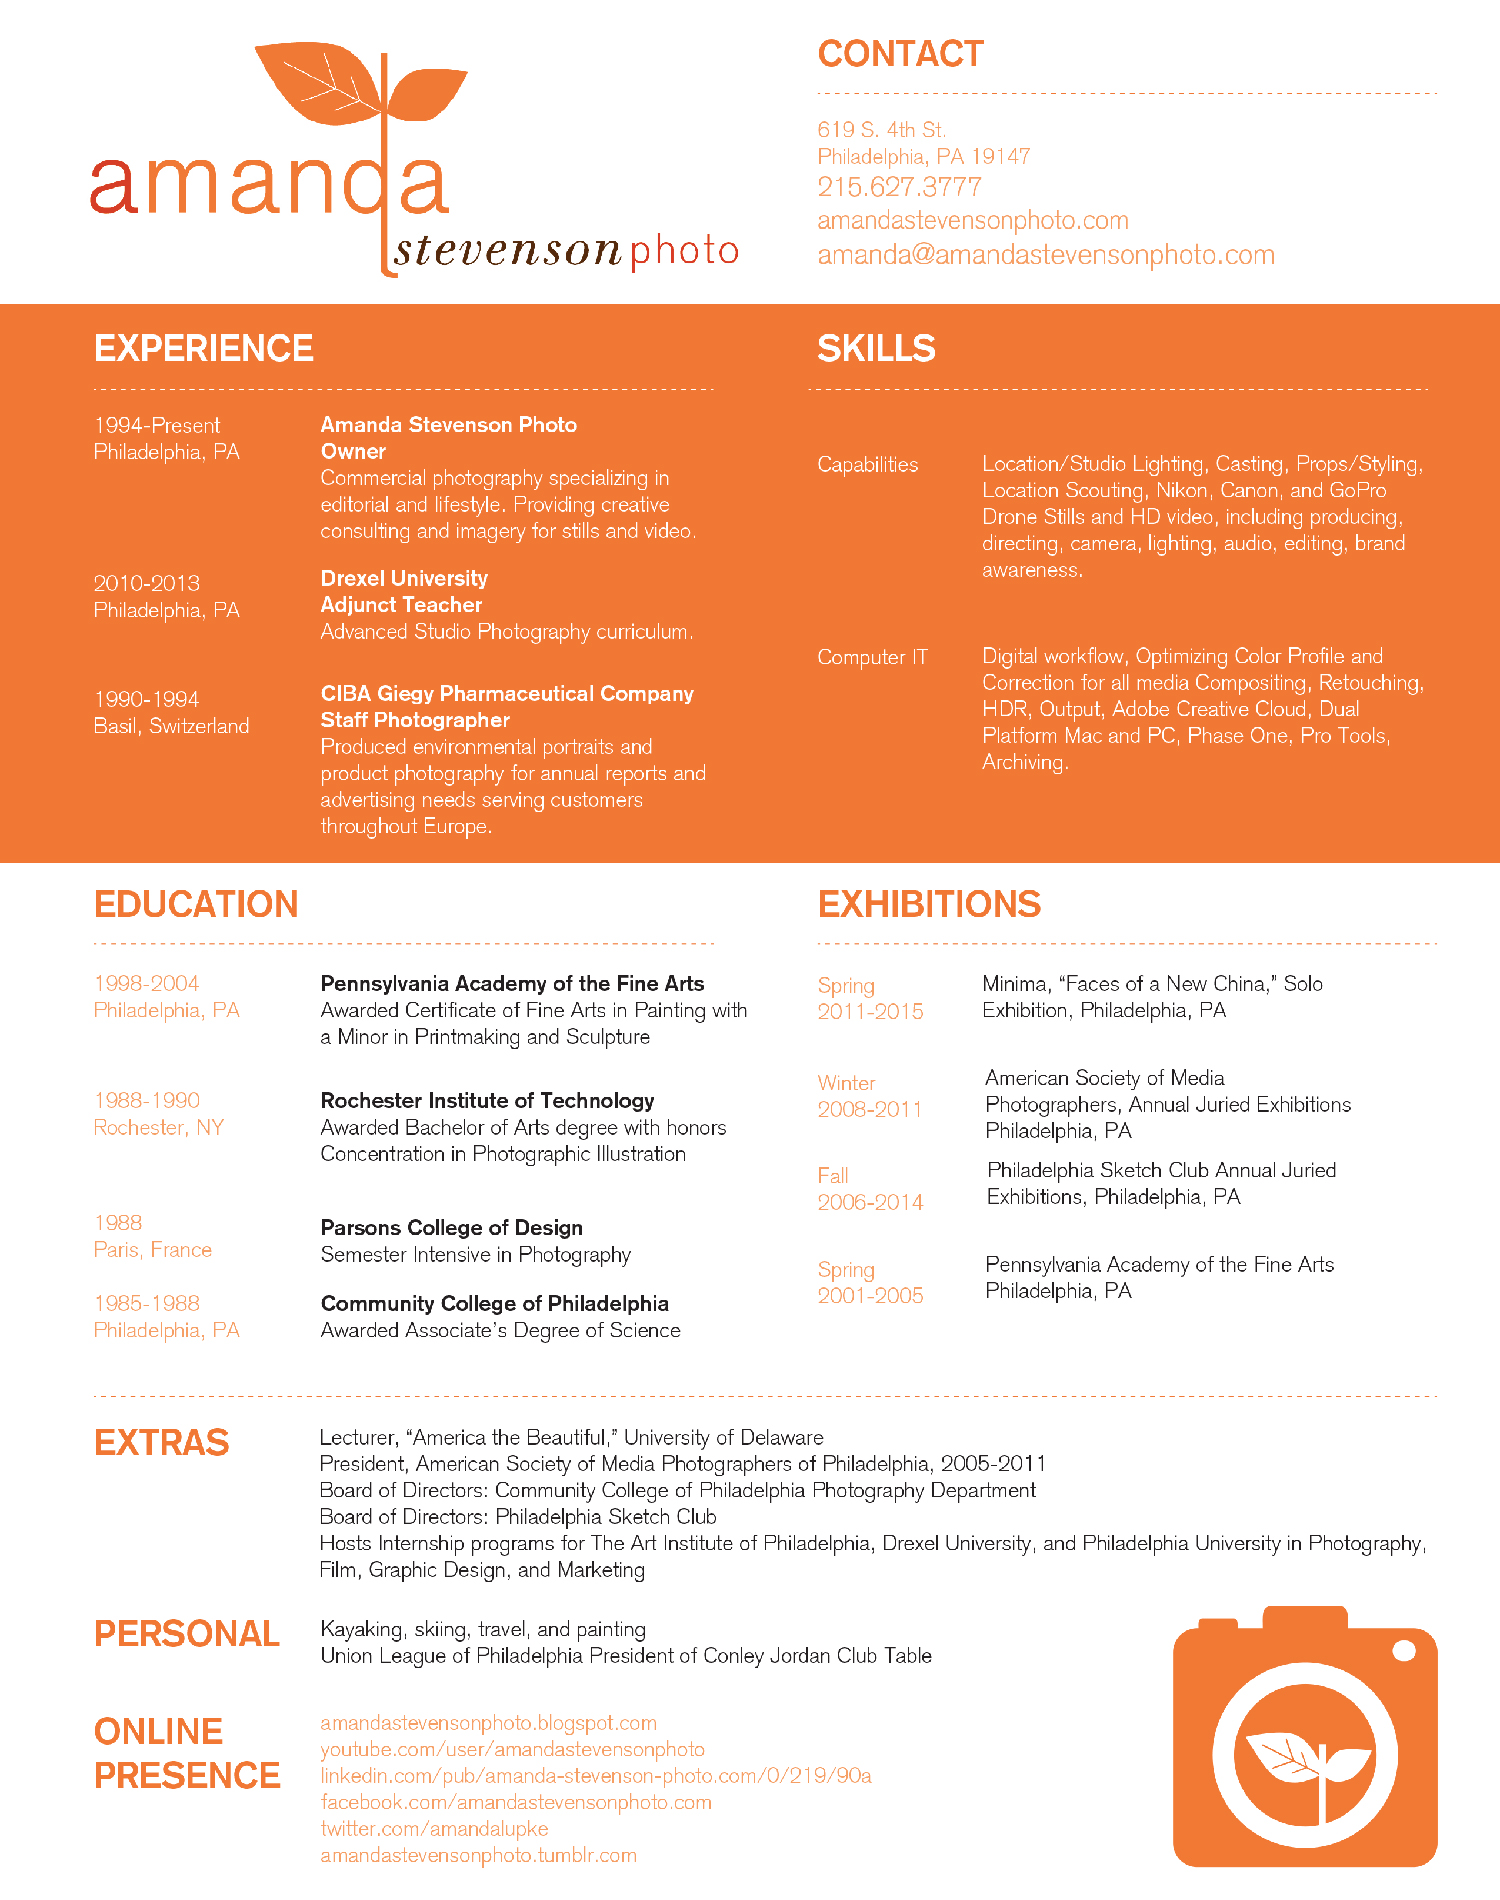 amanda
stevenson photo
CONTACT
619 S. 4th St.
Philadelphia, PA 19147
215.627.3777
amandastevensonphoto.com
amanda@amandastevensonphoto.com
EXPERIENCE
1994-Present
Philadelphia, PA
Amanda Stevenson Photo
Owner
Commercial photography specializing in
editorial and lifestyle. Providing creative
consulting and imagery for stills and video.
2010-2013
Philadelphia, PA
Drexel University
Adjunct Teacher
Advanced Studio Photography curriculum.
1990-1994
Basil, Switzerland
CIBA Giegy Pharmaceutical Company
Staff Photographer
Produced environmental portraits and
product photography for annual reports and
advertising needs serving customers
throughout Europe.
SKILLS
Capabilities
Location/Studio Lighting, Casting, Props/Styling,
Location Scouting, Nikon, Canon, and GoPro
Drone Stills and HD video, including producing,
directing, camera, lighting, audio, editing, brand
awareness.
Computer IT
Digital workflow, Optimizing Color Profile and
Correction for all media Compositing, Retouching,
HDR, Output, Adobe Creative Cloud, Dual
Platform Mac and PC, Phase One, Pro Tools,
Archiving.
EDUCATION
1998-2004
Philadelphia, PA
Pennsylvania Academy of the Fine Arts
Awarded Certificate of Fine Arts in Painting with
a Minor in Printmaking and Sculpture
1988-1990
Rochester, NY
Rochester Institute of Technology
Awarded Bachelor of Arts degree with honors
Concentration in Photographic Illustration
1988
Paris, France
Parsons College of Design
Semester Intensive in Photography
1985-1988
Philadelphia, PA
Community College of Philadelphia
Awarded Associate's Degree of Science
EXHIBITIONS
Spring
2011-2015
Minima, “Faces of a New China,” Solo
Exhibition, Philadelphia, PA
Winter
2008-2011
American Society of Media
Photographers, Annual Juried Exhibitions
Philadelphia, PA
Fall
2006-2014
Philadelphia Sketch Club Annual Juried
Exhibitions, Philadelphia, PA
Spring
2001-2005
Pennsylvania Academy of the Fine Arts
Philadelphia, PA
EXTRAS
Lecturer, “America the Beautiful,” University of Delaware
President, American Society of Media Photographers of Philadelphia, 2005-2011
Board of Directors: Community College of Philadelphia Photography Department
Board of Directors: Philadelphia Sketch Club
Hosts Internship programs for The Art Institute of Philadelphia, Drexel University, and Philadelphia University in Photography,
Film, Graphic Design, and Marketing
PERSONAL
Kayaking, skiing, travel, and painting
Union League of Philadelphia President of Conley Jordan Club Table
ONLINE
PRESENCE
amandastevensonphoto.blogspot.com
youtube.com/user/amandastevensonphoto
linkedin.com/pub/amanda-stevenson-photo.com/0/219/90a
facebook.com/amandastevensonphoto.com
twitter.com/amandalupke
amandastevensonphoto.tumblr.com